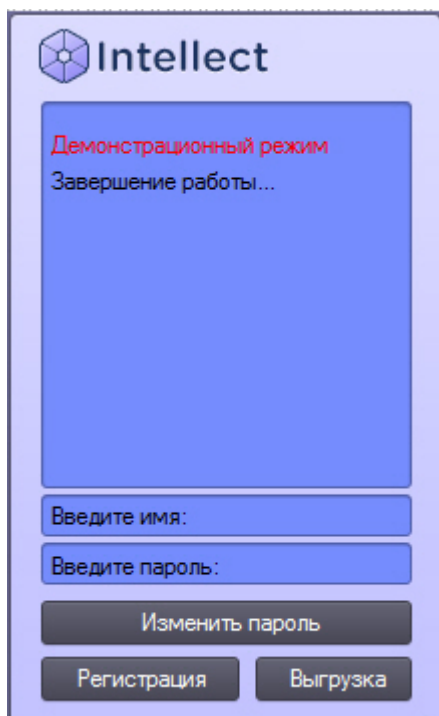 Intellect
Демонстрационный режим
Завершение работы...
Введите имя:
Введите пароль:
Изменить пароль
Регистрация Выгрузка